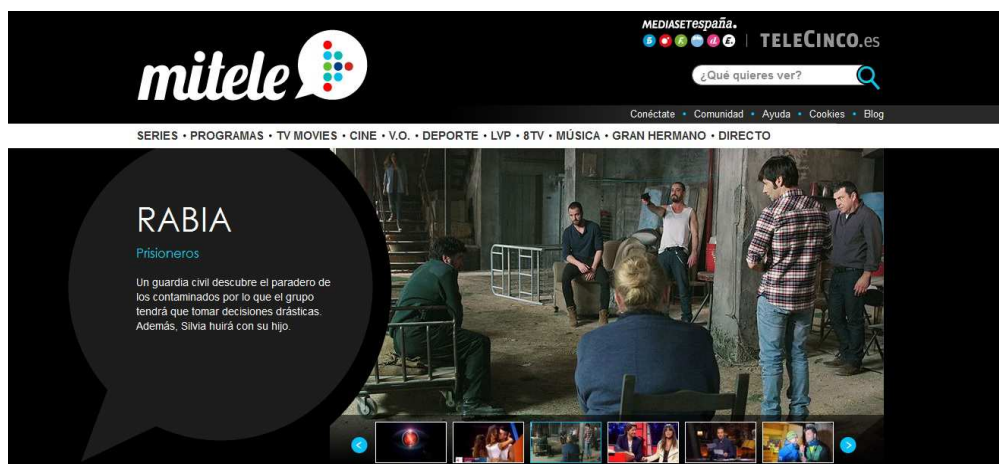 MEDIASETespaña.
TELECINCO.es
mitele
¿Qué quieres ver?
Conéctate • Comunidad • Ayuda • Cookies • Blog
SERIES • PROGRAMAS • TV MOVIES • CINE • V.O. • DEPORTE • LVP • 8TV • MÚSICA • GRAN HERMANO • DIRECTO
RABIA
Prisioneros
Un guardia civil descubre el paradero de
los contaminados por lo que el grupo
tendrá que tomar decisiones drásticas.
Además, Silvia huirá con su hijo.